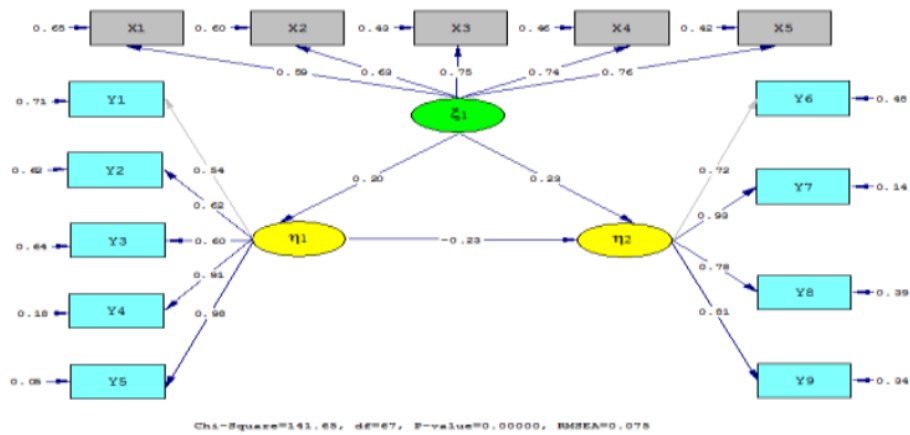 0.65 X1 0.60 X2 0.43 X3 0.46 X4 0.42 X5
0.59 0.63 0.75 0.74 0.76
0.71 Y1 ξ1 Y6 0.48
0.62 Y2 0.54 0.20 0.23 0.72 Y7 0.14
0.62 0.93
0.64 Y3 0.60 η1 -0.23 η2
0.91 0.78
0.18 Y4 Y8 0.39
0.98 0.81
0.05 Y5 Y9 0.34
Chi-Square=141.65, df=67, P-value=0.00000, RMSEA=0.078